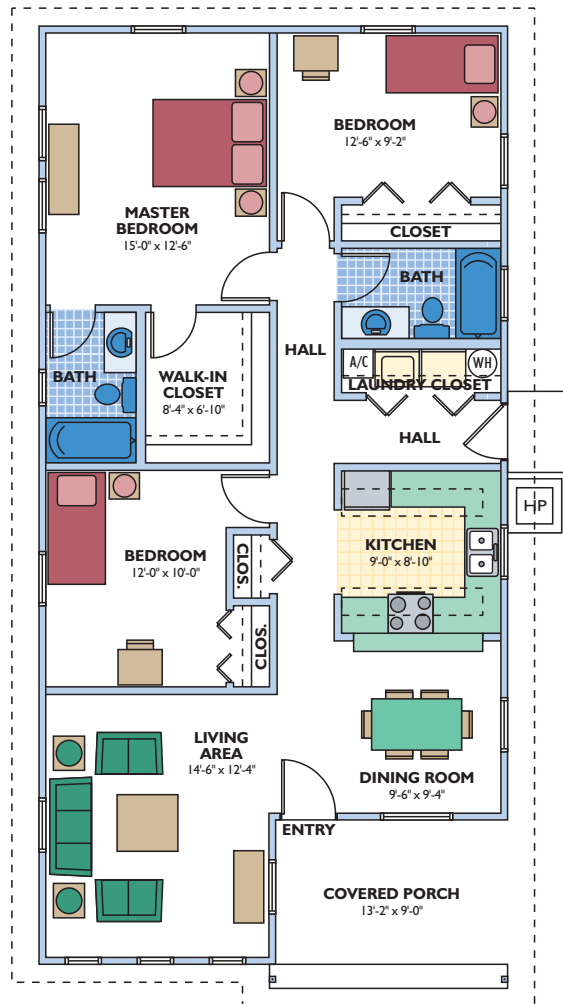 BEDROOM
12'-6" x 9'-2"
MASTER
BEDROOM
15'-0" x 12'-6"
CLOSET
BATH
HALL
A/C
WH
LAUNDRY CLOSET
BATH
WALK-IN
CLOSET
8'-4" x 6'-10"
HALL
HP
BEDROOM
12'-0" x 10'-0"
CLOS.
KITCHEN
9'-0" x 8'-10"
CLOS.
LIVING
AREA
14'-6" x 12'-4"
DINING ROOM
9'-6" x 9'-4"
ENTRY
COVERED PORCH
13'-2" x 9'-0"